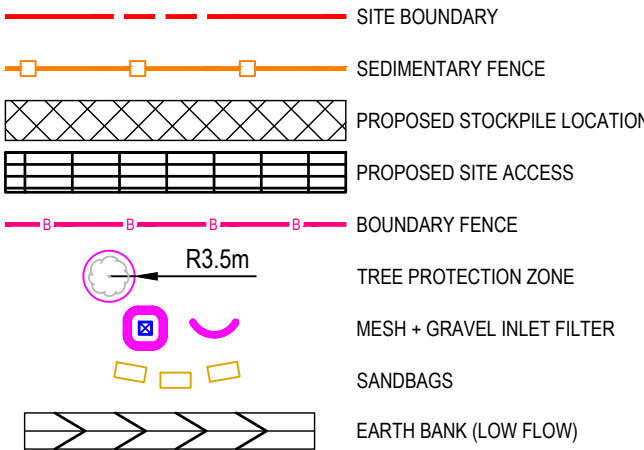 SITE BOUNDARY
SEDIMENTARY FENCE
PROPOSED STOCKPILE LOCATION
PROPOSED SITE ACCESS
B B B B BOUNDARY FENCE
R3.5m
TREE PROTECTION ZONE
MESH + GRAVEL INLET FILTER
SANDBAGS
EARTH BANK (LOW FLOW)